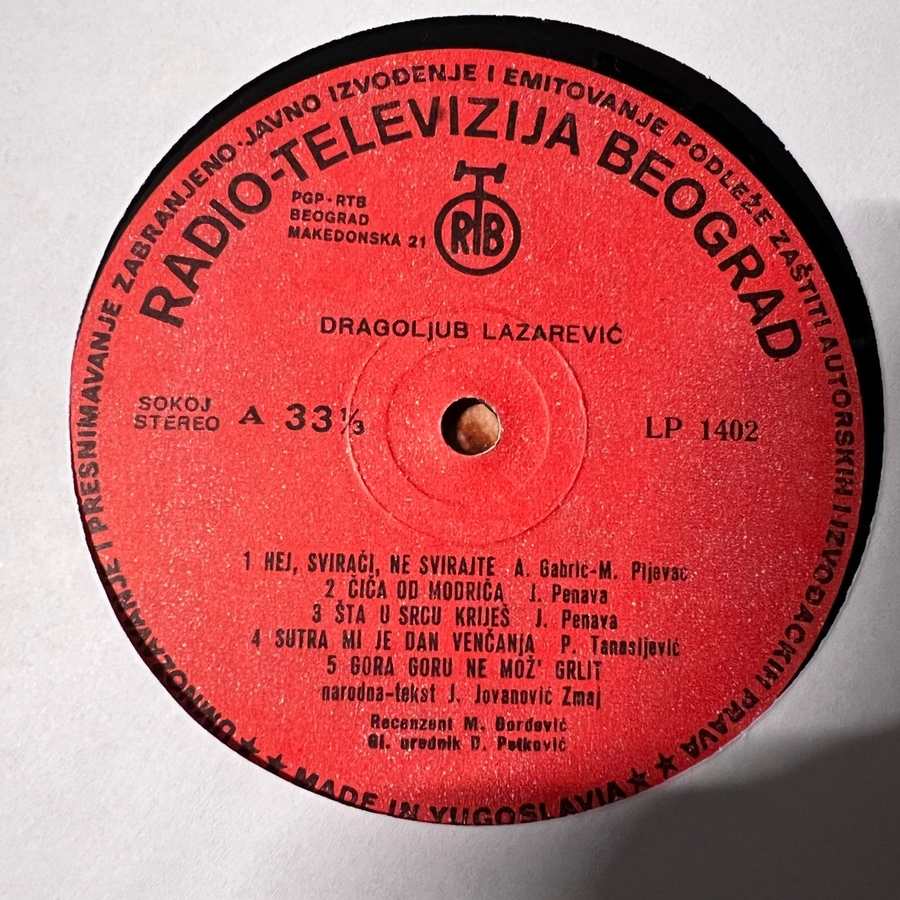 UMNOŽAVANJE I PRESNIMAVANJE ZABRANJENO·JAVNO IZVOĐENJE I EMITOVANJE PODLEŽE ZAŠTITI AUTORSKIH I IZVOĐAČKIH PRAVA
RADIO-TELEVIZIJA BEOGRAD
PGP-RTB
BEOGRAD
MAKEDONSKA 21
RTB
DRAGOLJUB LAZAREVIĆ
SOKOJ
STEREO
A 33⅓
LP 1402
1 HEJ, SVIRAČI, NE SVIRAJTE A. Gabrić-M. Pljevac
2 ČIČA OD MODRIČA J. Penava
3 ŠTA U SRCU KRIJEŠ J. Penava
4 SUTRA MI JE DAN VENČANJA P. Tanasijević
5 GORA GORU NE MOŽ' GRLIT
narodna-tekst J. Jovanović Zmaj
Recenzent M. Đorđević
Gl. urednik D. Petković
★ ★ MADE IN YUGOSLAVIA ★ ★